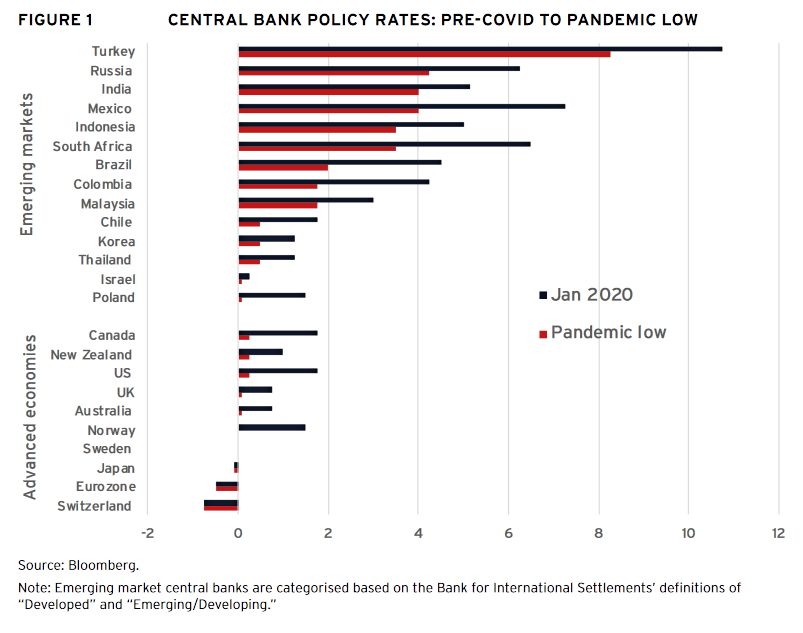 FIGURE 1 CENTRAL BANK POLICY RATES: PRE-COVID TO PANDEMIC LOW
Emerging markets
Turkey
Russia
India
Mexico
Indonesia
South Africa
Brazil
Colombia
Malaysia
Chile
Korea
Thailand
Israel
Poland
Jan 2020
Pandemic low
Advanced economies
Canada
New Zealand
US
UK
Australia
Norway
Sweden
Japan
Eurozone
Switzerland
-2 0 2 4 6 8 10 12
Source: Bloomberg.
Note: Emerging market central banks are categorised based on the Bank for International Settlements’ definitions of
“Developed” and “Emerging/Developing.”